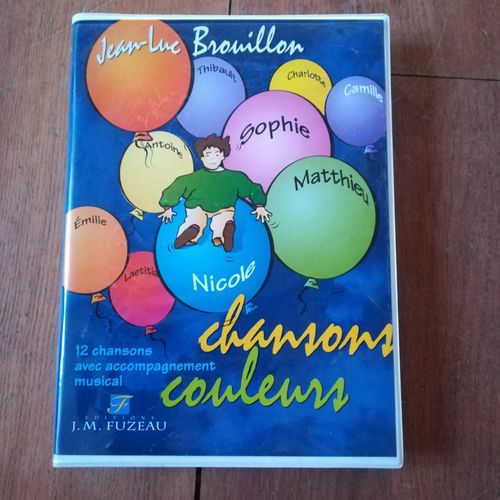 Jean-Luc Brouillon
Thibault
Charlotte
Camille
Sophie
Antoine
Matthieu
Émilie
Laetitia
Nicole
chansons
couleurs
12 chansons
avec accompagnement
musical
F
EDITIONS
J. M. FUZEAU